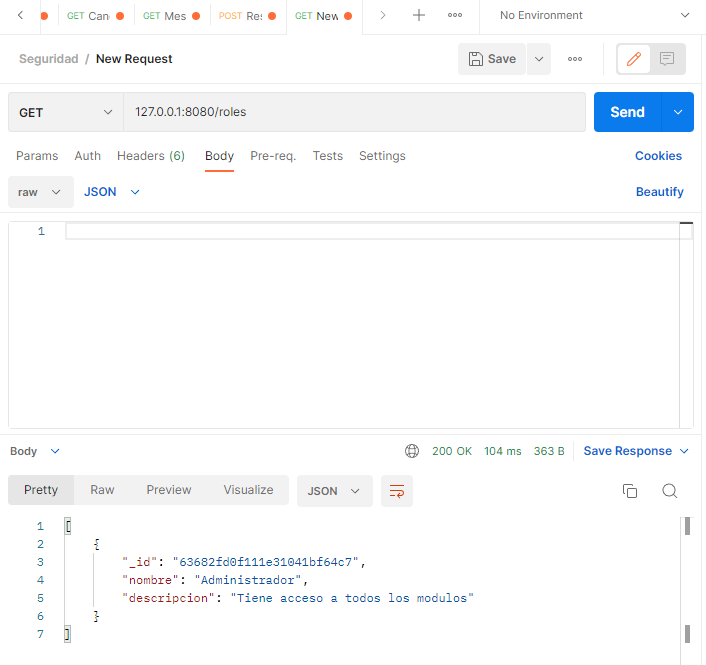 GET Can GET Mes POST Res GET New No Environment
Seguridad / New Request Save
GET 127.0.0.1:8080/roles Send
Params Auth Headers (6) Body Pre-req. Tests Settings Cookies
raw JSON Beautify
1
Body 200 OK 104 ms 363 B Save Response
Pretty Raw Preview Visualize JSON
1 [
2 {
3 "_id": "63682fd0f111e31041bf64c7",
4 "nombre": "Administrador",
5 "descripcion": "Tiene acceso a todos los modulos"
6 }
7 ]